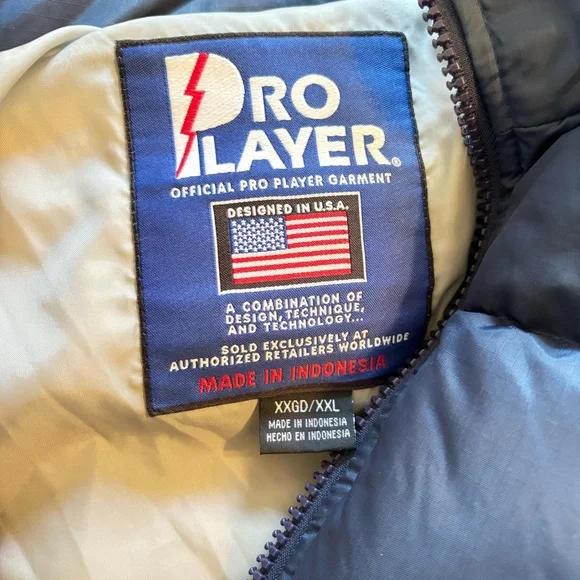 PRO
PLAYER®
OFFICIAL PRO PLAYER GARMENT
DESIGNED IN U.S.A.
A COMBINATION OF
DESIGN, TECHNIQUE,
AND TECHNOLOGY...
SOLD EXCLUSIVELY AT
AUTHORIZED RETAILERS WORLDWIDE
MADE IN INDONESIA
XXGD/XXL
MADE IN INDONESIA
HECHO EN INDONESIA